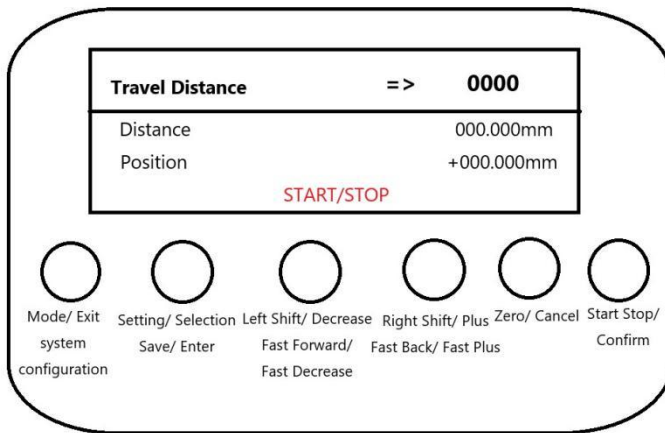 Travel Distance => 0000
Distance 000.000mm
Position +000.000mm
START/STOP
Mode/ Exit
system
configuration
Setting/ Selection
Save/ Enter
Left Shift/ Decrease
Fast Forward/
Fast Decrease
Right Shift/ Plus
Fast Back/ Fast Plus
Zero/ Cancel
Start Stop/
Confirm